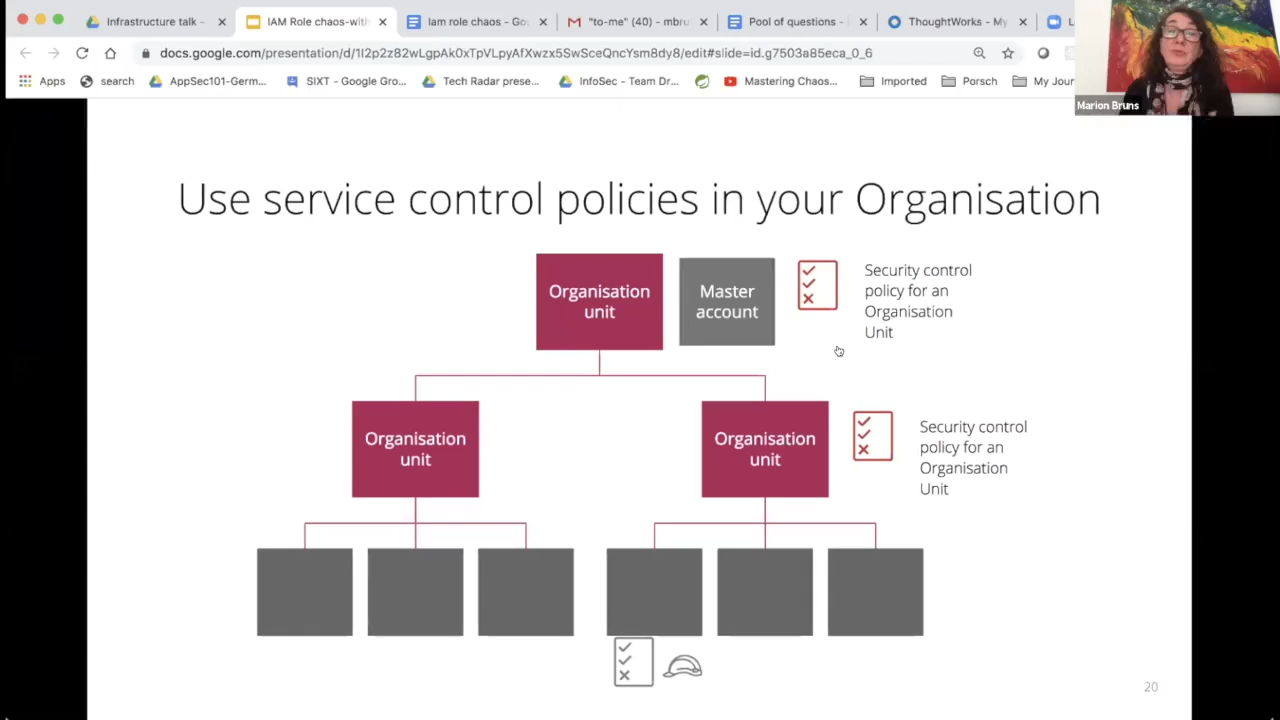 Infrastructure talk -
IAM Role chaos-with
Iam role chaos - Go
"to-me" (40) - mbru
Pool of questions -
ThoughtWorks - My
docs.google.com/presentation/d/1I2p2z82wLgpAk0xTpVLpyAfXwzx5SwSceQncYsm8dy8/edit#slide=id.g7503a85eca_0_6
Apps
search
AppSec101-Germ...
SIXT - Google Gro...
Tech Radar prese...
InfoSec - Team Dr...
Mastering Chaos...
Imported
Porsch
My Jour
Marion Bruns
Use service control policies in your Organisation
Organisation
unit
Master
account
Security control
policy for an
Organisation
Unit
Organisation
unit
Organisation
unit
Security control
policy for an
Organisation
Unit
20